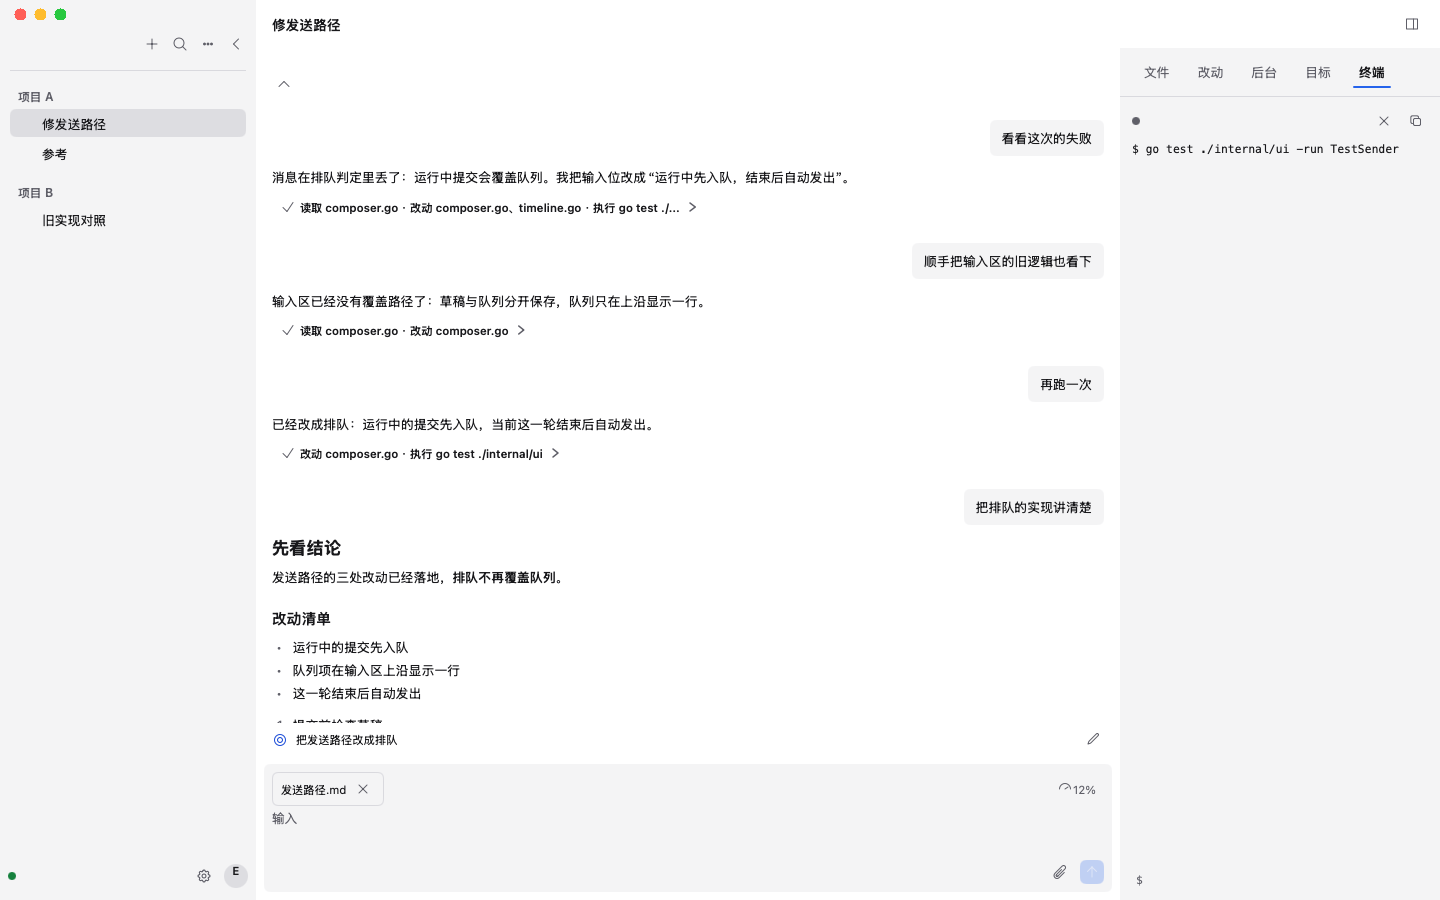 修发送路径
项目 A
修发送路径
参考
项目 B
旧实现对照
E
看看这次的失败
消息在排队判定里丢了：运行中提交会覆盖队列。我把输入位改成“运行中先入队，结束后自动发出”。
读取 composer.go · 改动 composer.go、timeline.go · 执行 go test ./...
顺手把输入区的旧逻辑也看下
输入区已经没有覆盖路径了：草稿与队列分开保存，队列只在上沿显示一行。
读取 composer.go · 改动 composer.go
再跑一次
已经改成排队：运行中的提交先入队，当前这一轮结束后自动发出。
改动 composer.go · 执行 go test ./internal/ui
把排队的实现讲清楚
先看结论
发送路径的三处改动已经落地，排队不再覆盖队列。
改动清单
• 运行中的提交先入队
• 队列项在输入区上沿显示一行
• 这一轮结束后自动发出
把发送路径改成排队
发送路径.md
12%
输入
文件 改动 后台 目标 终端
$ go test ./internal/ui -run TestSender
$